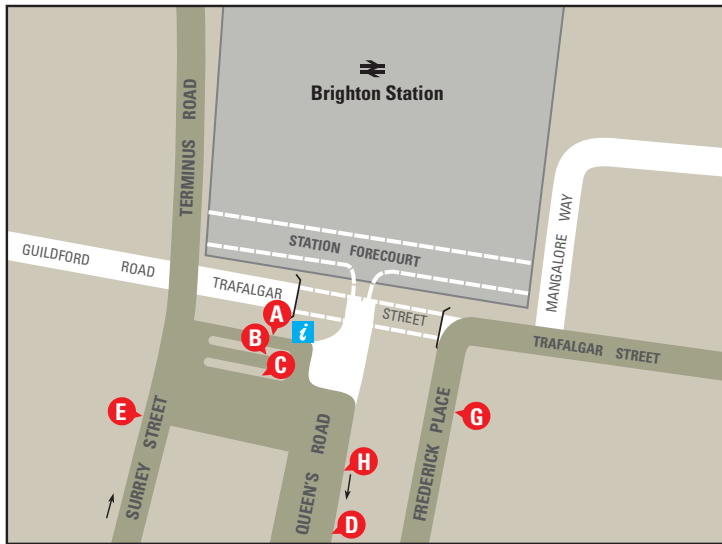 Brighton Station
TERMINUS ROAD
STATION FORECOURT
MANGALORE WAY
GUILDFORD ROAD
TRAFALGAR STREET
A
i
B
C
TRAFALGAR STREET
E
G
SURREY STREET
QUEEN'S ROAD
FREDERICK PLACE
H
D